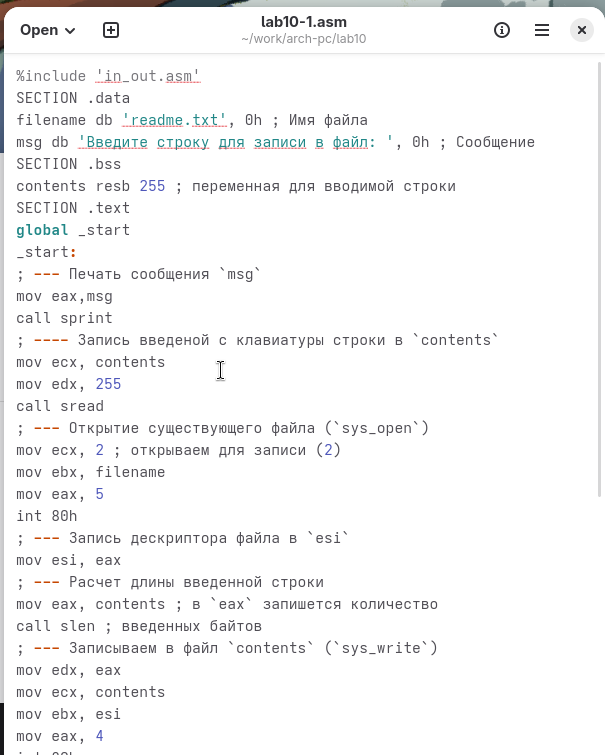 Open
lab10-1.asm
~/work/arch-pc/lab10
%include 'in_out.asm'
SECTION .data
filename db 'readme.txt', 0h ; Имя файла
msg db 'Введите строку для записи в файл: ', 0h ; Сообщение
SECTION .bss
contents resb 255 ; переменная для вводимой строки
SECTION .text
global _start
_start:
; --- Печать сообщения `msg`
mov eax,msg
call sprint
; ---- Запись введеной с клавиатуры строки в `contents`
mov ecx, contents
mov edx, 255
call sread
; --- Открытие существующего файла (`sys_open`)
mov ecx, 2 ; открываем для записи (2)
mov ebx, filename
mov eax, 5
int 80h
; --- Запись дескриптора файла в `esi`
mov esi, eax
; --- Расчет длины введенной строки
mov eax, contents ; в `eax` запишется количество
call slen ; введенных байтов
; --- Записываем в файл `contents` (`sys_write`)
mov edx, eax
mov ecx, contents
mov ebx, esi
mov eax, 4